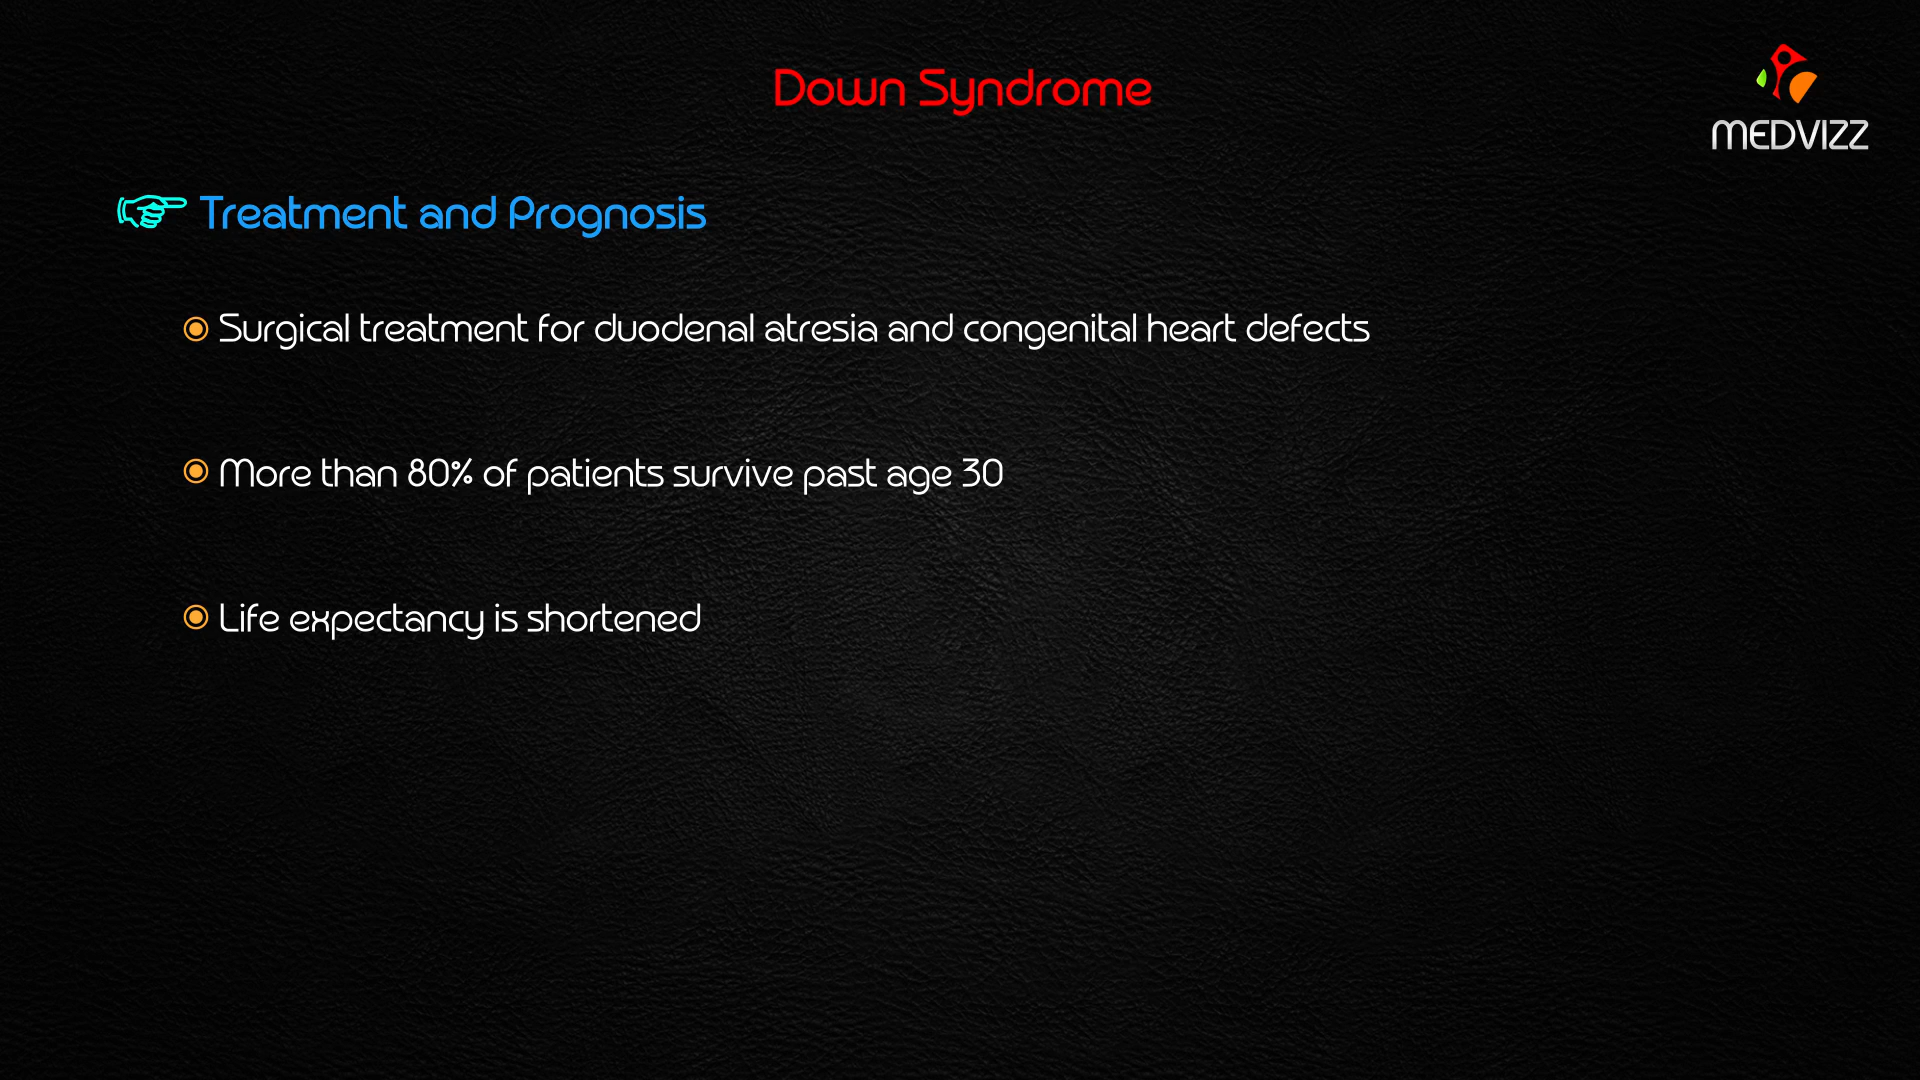 Down Syndrome
MEDVIZZ
Treatment and Prognosis
Surgical treatment for duodenal atresia and congenital heart defects
More than 80% of patients survive past age 30
Life expectancy is shortened